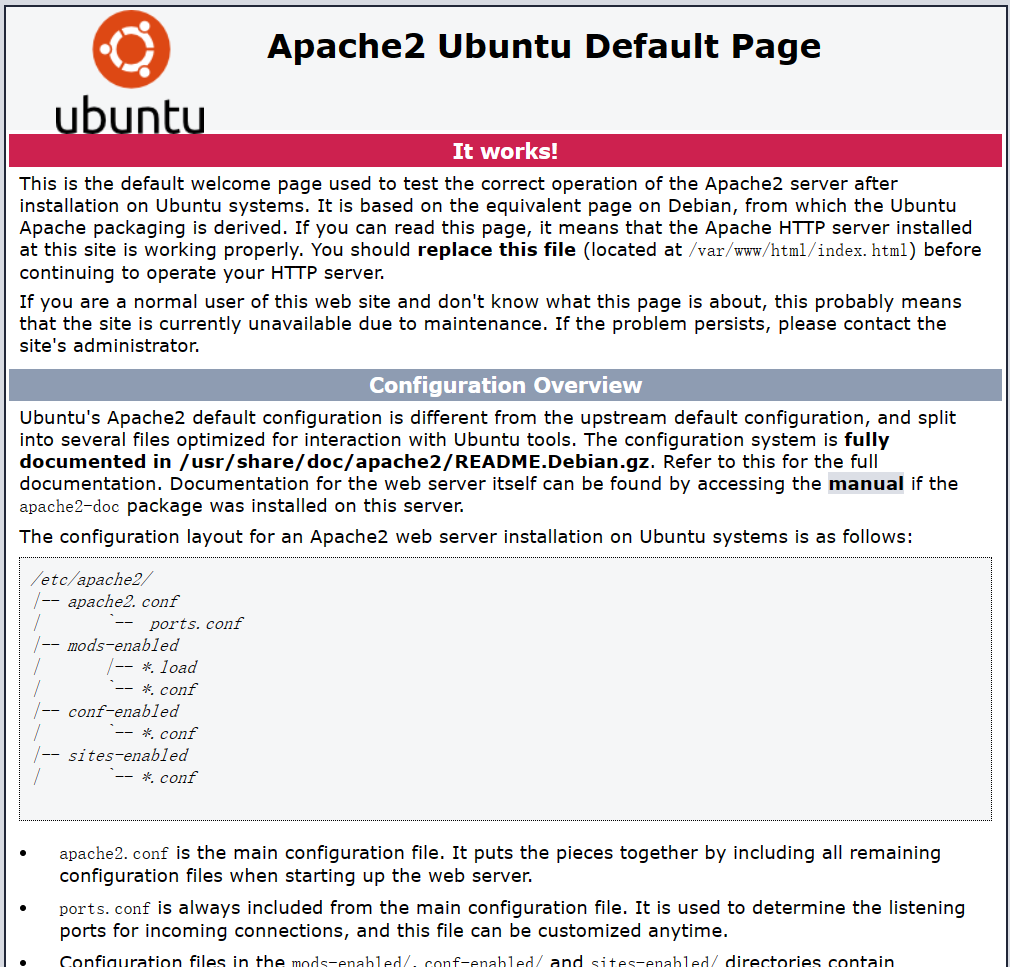 ubuntu
Apache2 Ubuntu Default Page
It works!
This is the default welcome page used to test the correct operation of the Apache2 server after
installation on Ubuntu systems. It is based on the equivalent page on Debian, from which the Ubuntu
Apache packaging is derived. If you can read this page, it means that the Apache HTTP server installed
at this site is working properly. You should replace this file (located at /var/www/html/index.html) before
continuing to operate your HTTP server.
If you are a normal user of this web site and don't know what this page is about, this probably means
that the site is currently unavailable due to maintenance. If the problem persists, please contact the
site's administrator.
Configuration Overview
Ubuntu's Apache2 default configuration is different from the upstream default configuration, and split
into several files optimized for interaction with Ubuntu tools. The configuration system is fully
documented in /usr/share/doc/apache2/README.Debian.gz. Refer to this for the full
documentation. Documentation for the web server itself can be found by accessing the manual if the
apache2-doc package was installed on this server.
The configuration layout for an Apache2 web server installation on Ubuntu systems is as follows:
/etc/apache2/
|-- apache2.conf
|       `--  ports.conf
|-- mods-enabled
|       |-- *.load
|       `-- *.conf
|-- conf-enabled
|       `-- *.conf
|-- sites-enabled
|       `-- *.conf
• apache2.conf is the main configuration file. It puts the pieces together by including all remaining
configuration files when starting up the web server.
• ports.conf is always included from the main configuration file. It is used to determine the listening
ports for incoming connections, and this file can be customized anytime.
• Configuration files in the mods-enabled/, conf-enabled/ and sites-enabled/ directories contain